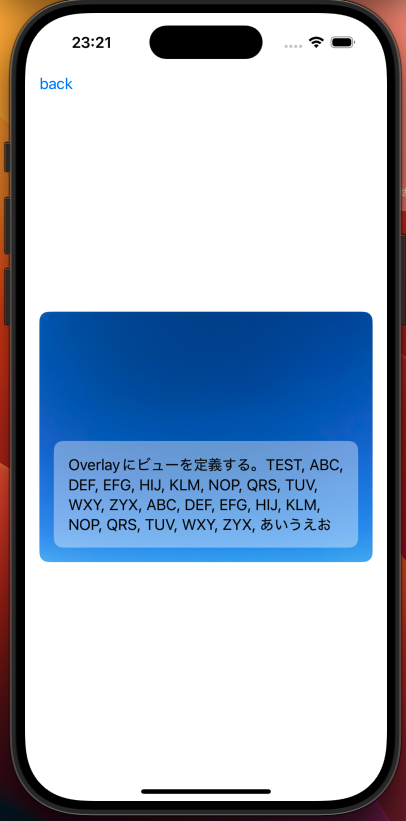 23:21
back
Overlayにビューを定義する。TEST, ABC,
DEF, EFG, HIJ, KLM, NOP, QRS, TUV,
WXY, ZYX, ABC, DEF, EFG, HIJ, KLM,
NOP, QRS, TUV, WXY, ZYX, あいうえお